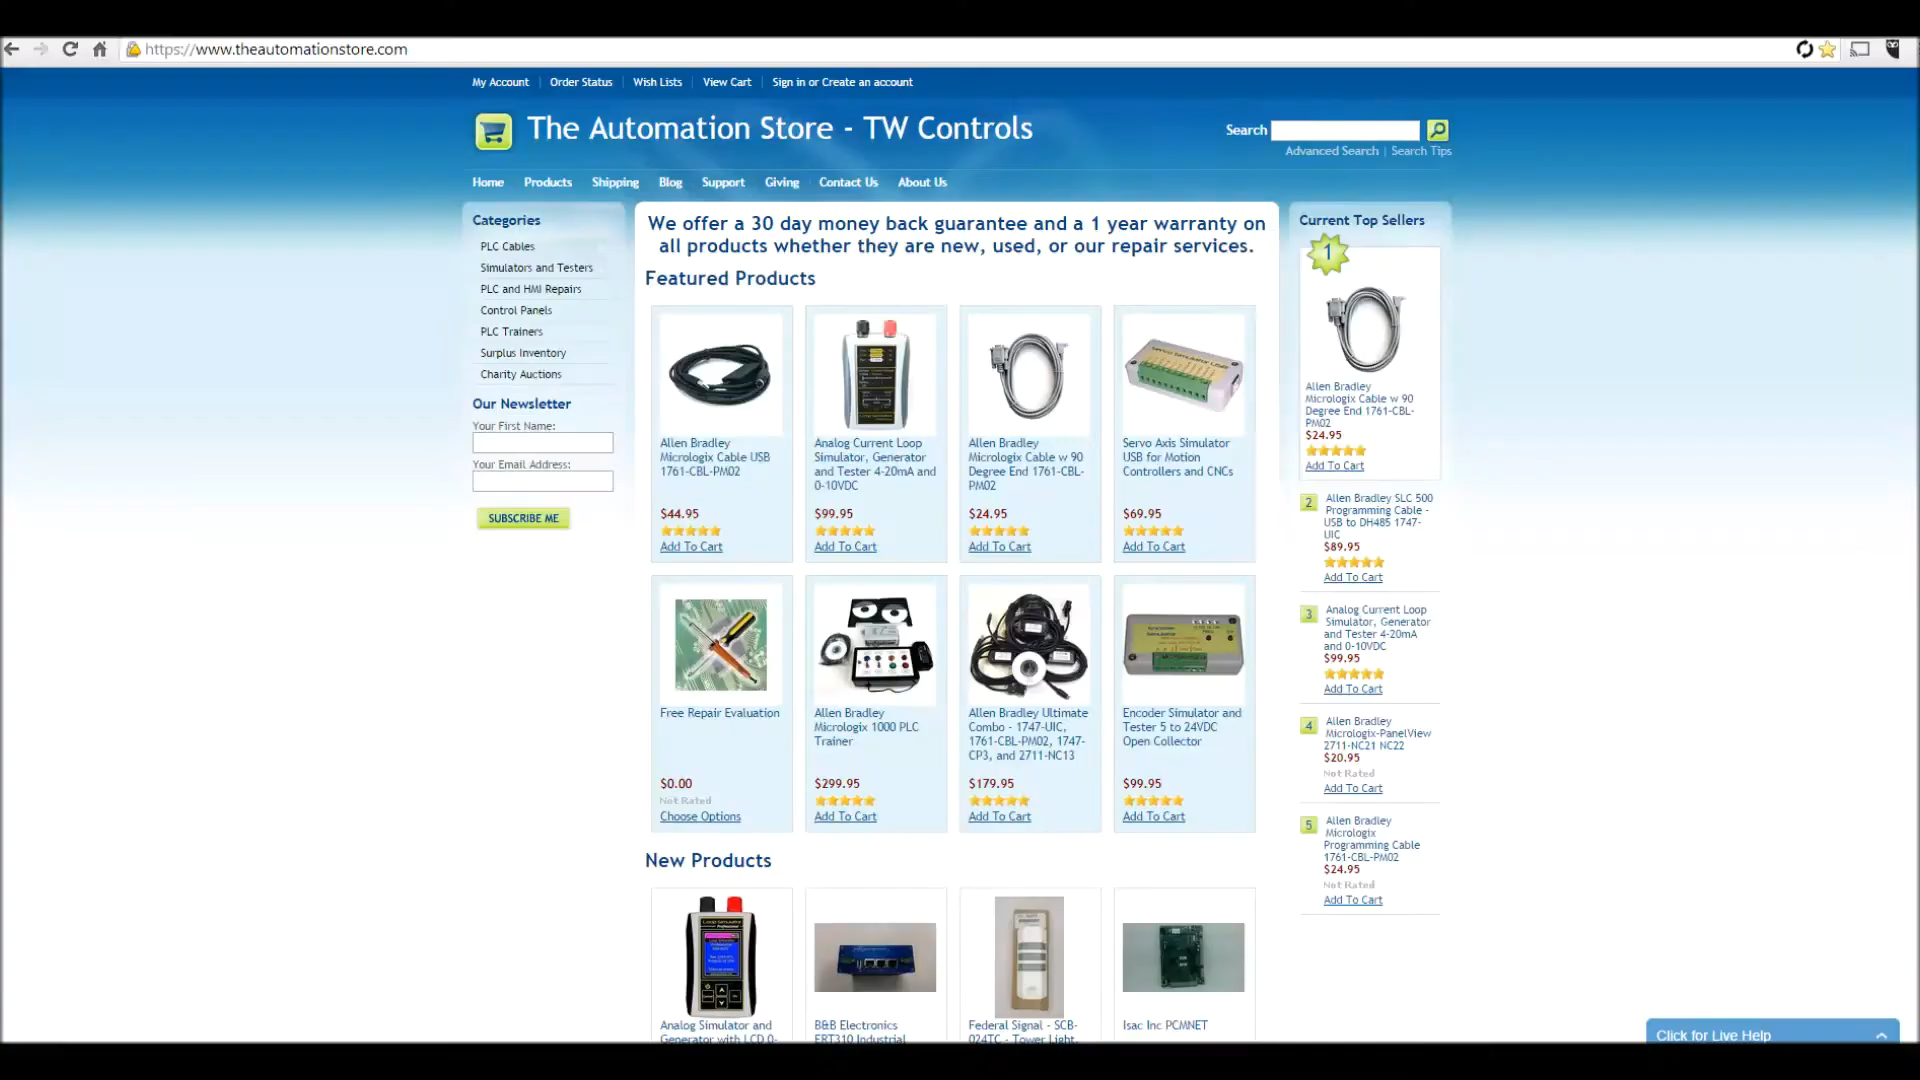 https://www.theautomationstore.com
My Account
Order Status
Wish Lists
View Cart
Sign in or Create an account
The Automation Store - TW Controls
Search
Advanced Search | Search Tips
Home
Products
Shipping
Blog
Support
Giving
Contact Us
About Us
Categories
PLC Cables
Simulators and Testers
PLC and HMI Repairs
Control Panels
PLC Trainers
Surplus Inventory
Charity Auctions
Our Newsletter
Your First Name:
Your Email Address:
SUBSCRIBE ME
We offer a 30 day money back guarantee and a 1 year warranty on
all products whether they are new, used, or our repair services.
Featured Products
Allen Bradley
Micrologix Cable USB
1761-CBL-PM02
$44.95
Add To Cart
Analog Current Loop
Simulator, Generator
and Tester 4-20mA and
0-10VDC
$99.95
Add To Cart
Allen Bradley
Micrologix Cable w 90
Degree End 1761-CBL-
PM02
$24.95
Add To Cart
Servo Axis Simulator
USB for Motion
Controllers and CNCs
$69.95
Add To Cart
Free Repair Evaluation
$0.00
Not Rated
Choose Options
Allen Bradley
Micrologix 1000 PLC
Trainer
$299.95
Add To Cart
Allen Bradley Ultimate
Combo - 1747-UIC,
1761-CBL-PM02, 1747-
CP3, and 2711-NC13
$179.95
Add To Cart
Encoder Simulator and
Tester 5 to 24VDC
Open Collector
$99.95
Add To Cart
New Products
Analog Simulator and
Generator with LCD 0-
B&B Electronics
ERT310 Industrial
Federal Signal - SCB-
024TC - Tower Light,
Isac Inc PCMNET
Current Top Sellers
1
Allen Bradley
Micrologix Cable w 90
Degree End 1761-CBL-
PM02
$24.95
Add To Cart
2
Allen Bradley SLC 500
Programming Cable -
USB to DH485 1747-
UIC
$89.95
Add To Cart
3
Analog Current Loop
Simulator, Generator
and Tester 4-20mA
and 0-10VDC
$99.95
Add To Cart
4
Allen Bradley
Micrologix-PanelView
2711-NC21 NC22
$20.95
Not Rated
Add To Cart
5
Allen Bradley
Micrologix
Programming Cable
1761-CBL-PM02
$24.95
Not Rated
Add To Cart
Click for Live Help